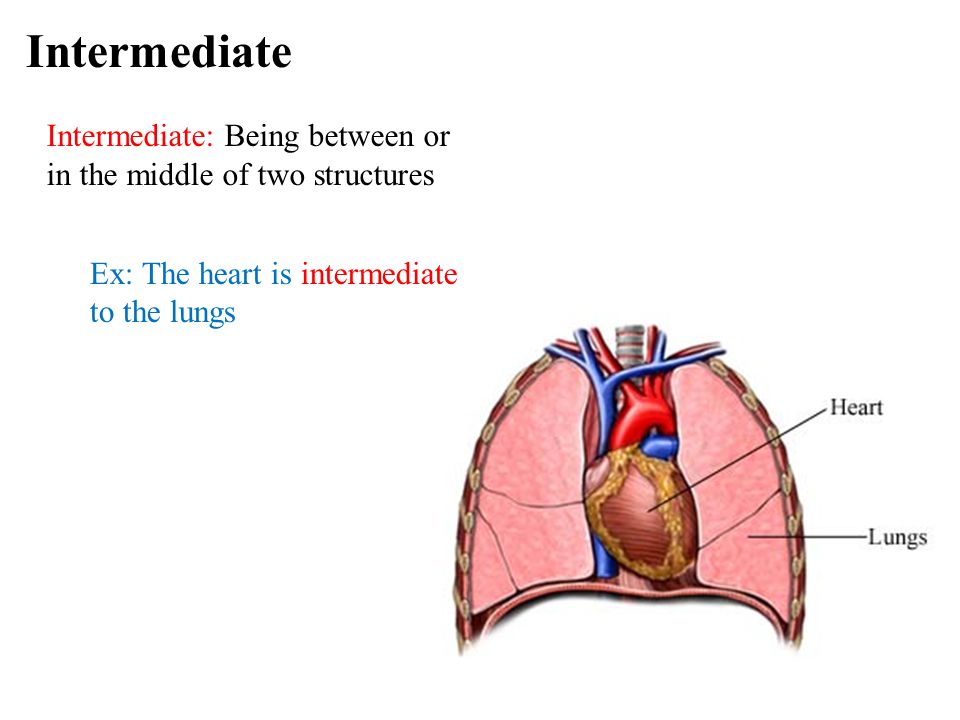 Intermediate
Intermediate: Being between or
in the middle of two structures
Ex: The heart is intermediate
to the lungs
Heart
Lungs